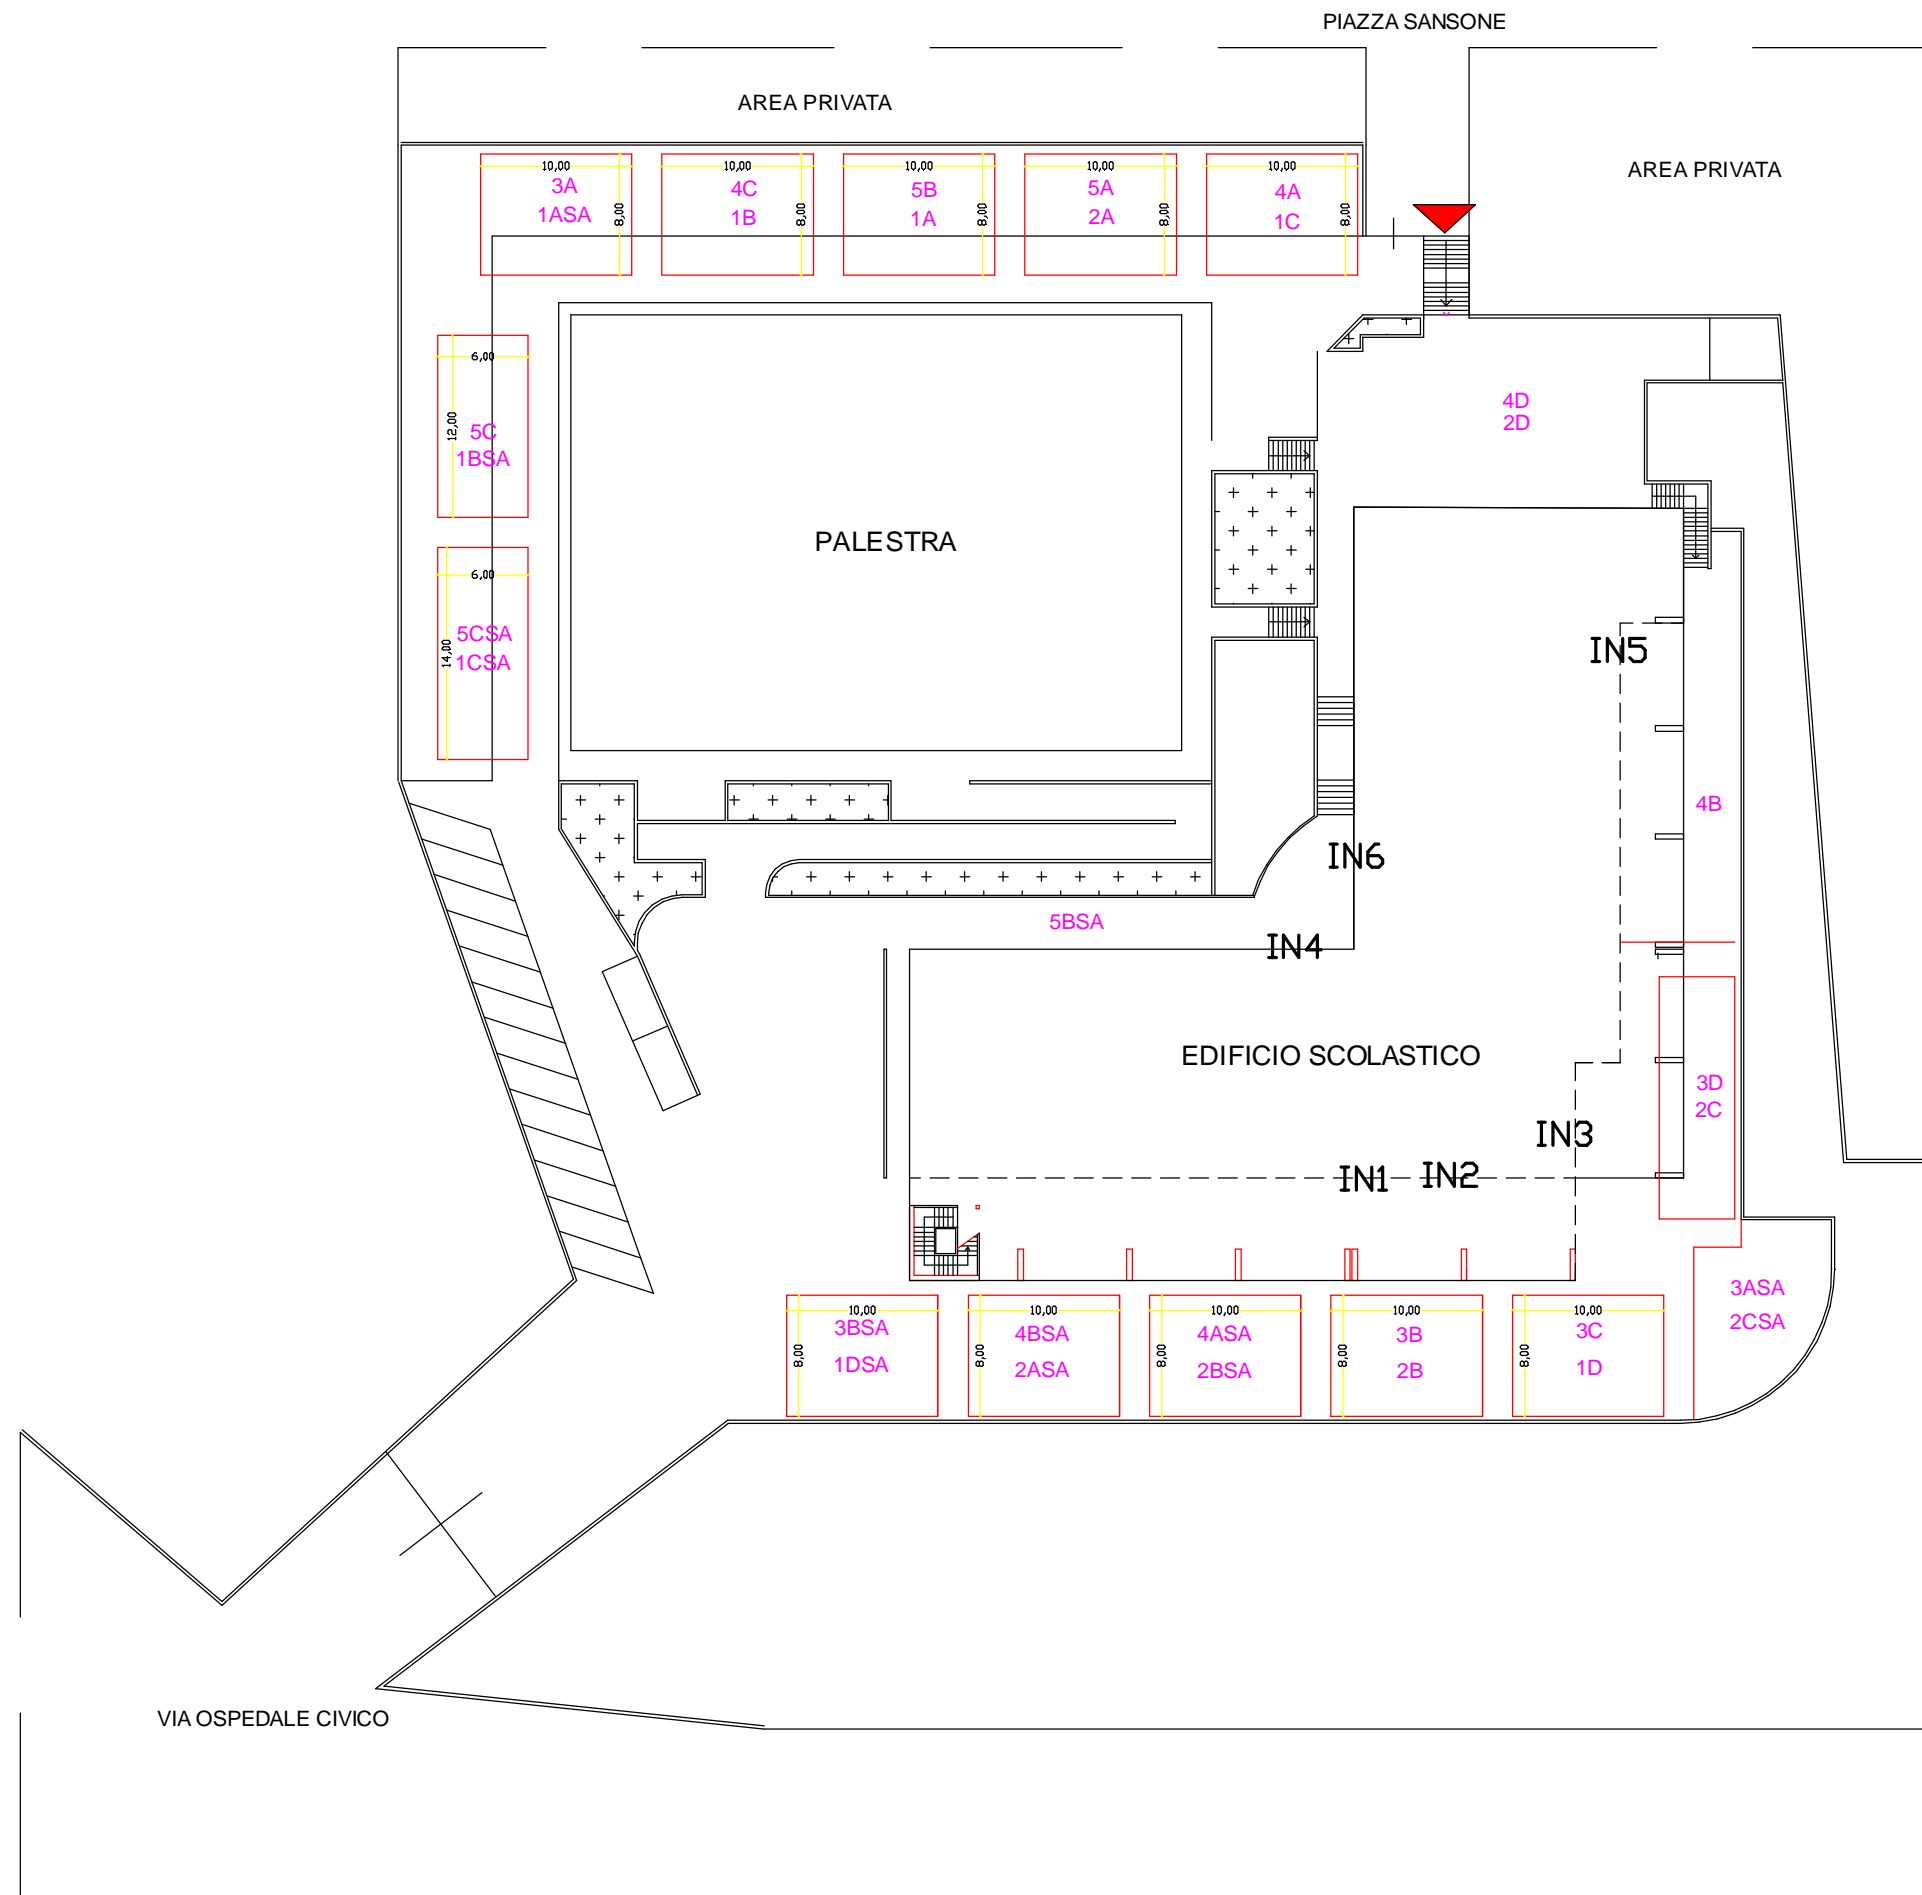 PIAZZA SANSONE
AREA PRIVATA
AREA PRIVATA
10,00
3A
1ASA
8,00
10,00
4C
1B
8,00
10,00
5B
1A
8,00
10,00
5A
2A
8,00
10,00
4A
1C
8,00
6,00
12,00
5C
1BSA
4D
2D
PALESTRA
6,00
14,00
5CSA
1CSA
IN5
4B
IN6
5BSA
IN4
EDIFICIO SCOLASTICO
3D
2C
IN3
IN1
IN2
3ASA
2CSA
10,00
3BSA
1DSA
8,00
10,00
4BSA
2ASA
8,00
10,00
4ASA
2BSA
8,00
10,00
3B
2B
8,00
10,00
3C
1D
8,00
VIA OSPEDALE CIVICO